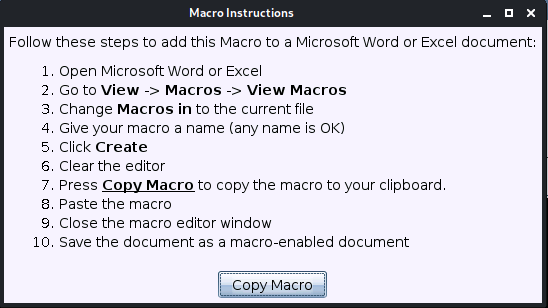 Macro Instructions
Follow these steps to add this Macro to a Microsoft Word or Excel document:
1. Open Microsoft Word or Excel
2. Go to View -> Macros -> View Macros
3. Change Macros in to the current file
4. Give your macro a name (any name is OK)
5. Click Create
6. Clear the editor
7. Press Copy Macro to copy the macro to your clipboard.
8. Paste the macro
9. Close the macro editor window
10. Save the document as a macro-enabled document
Copy Macro